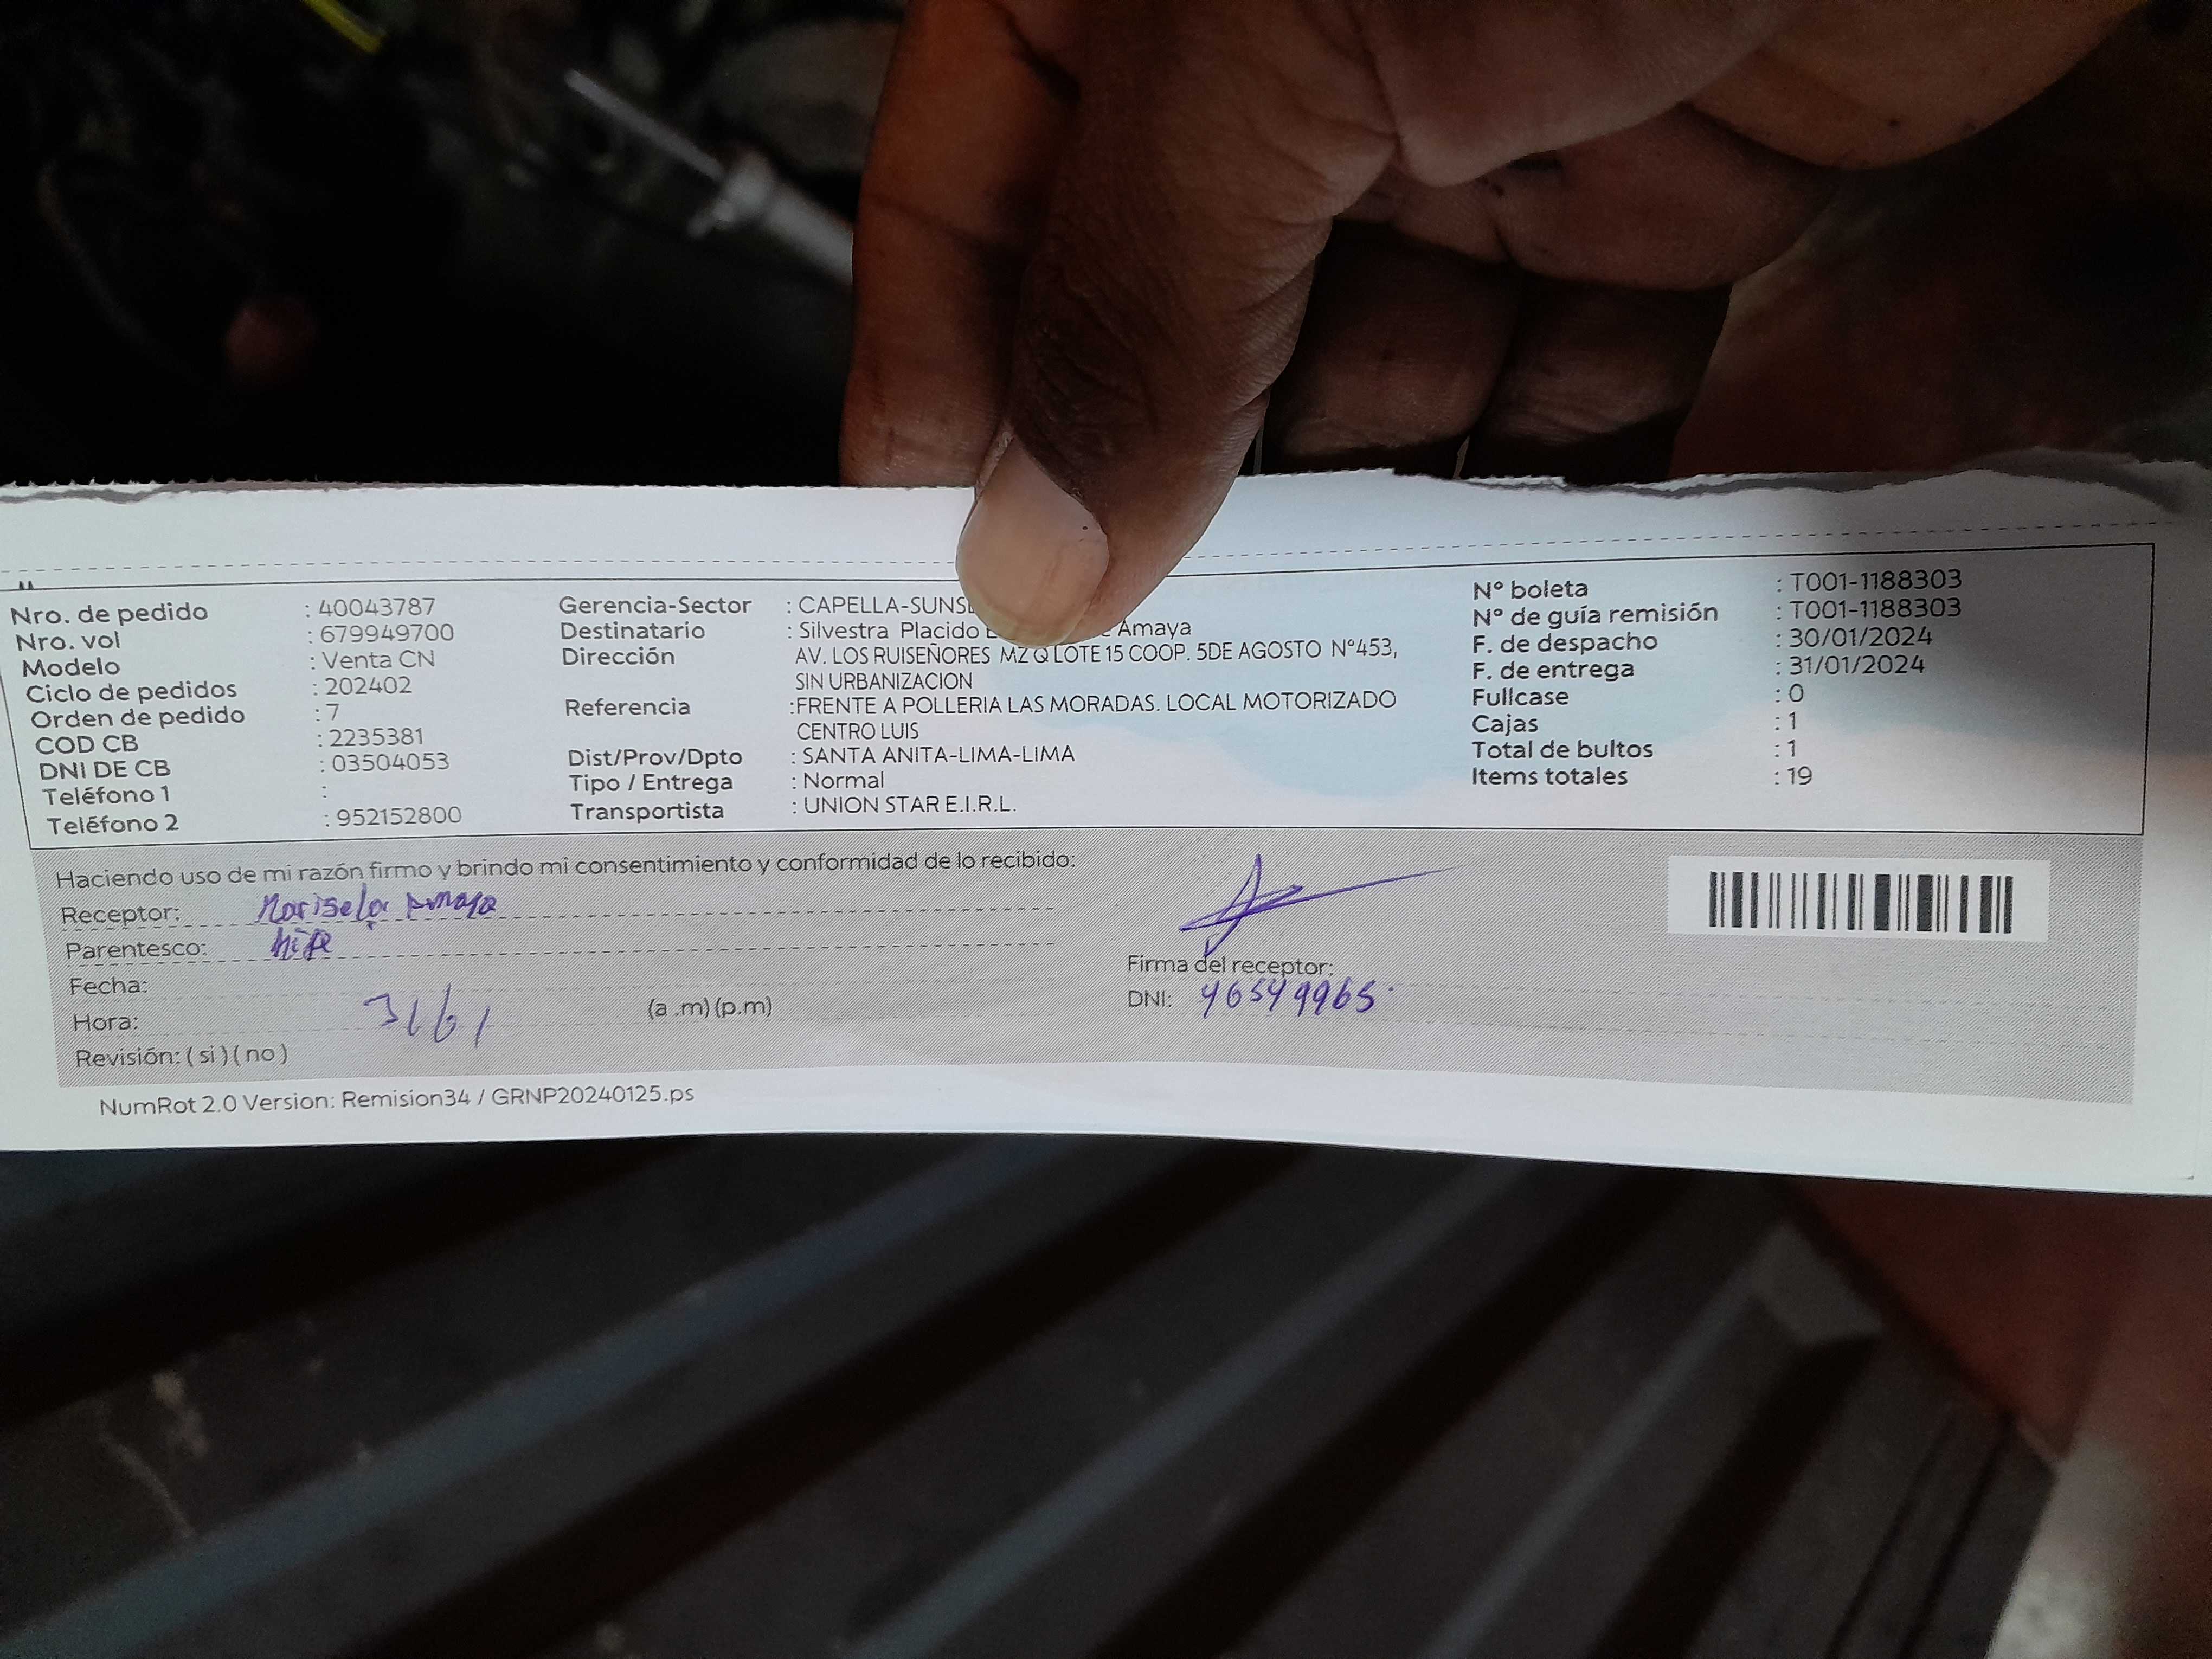 Nro. de pedido : 40043787
Nro. vol : 679949700
Modelo : Venta CN
Ciclo de pedidos : 202402
Orden de pedido : 7
COD CB : 2235381
DNI DE CB : 03504053
Teléfono 1 :
Teléfono 2 : 952152800
Gerencia-Sector : CAPELLA-
Destinatario : Silvestra Placido Amaya
Dirección AV. LOS RUISEÑORES MZ Q LOTE 15 COOP. 5DE AGOSTO N°453,
SIN URBANIZACION
Referencia :FRENTE A POLLERIA LAS MORADAS. LOCAL MOTORIZADO
CENTRO LUIS
Dist/Prov/Dpto : SANTA ANITA-LIMA-LIMA
Tipo / Entrega : Normal
Transportista : UNION STAR E.I.R.L.
N° boleta : T001-1188303
N° de guía remisión : T001-1188303
F. de despacho : 30/01/2024
F. de entrega : 31/01/2024
Fullcase : 0
Cajas : 1
Total de bultos : 1
Items totales : 19
Haciendo uso de mi razón firmo y brindo mi consentimiento y conformidad de lo recibido:
Receptor: Marisela Amaya
Parentesco: hija
Fecha:
Hora: (a .m) (p.m)
Revisión: ( si ) ( no )
Firma del receptor:
DNI: 46549965
NumRot 2.0 Version: Remision34 / GRNP20240125.ps